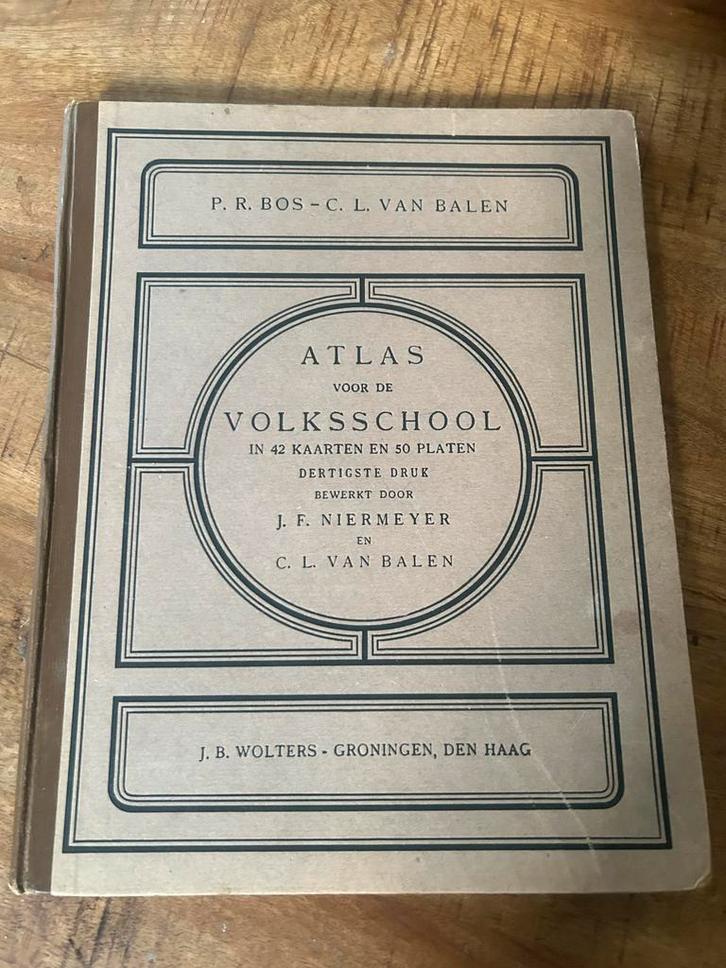 P. R. BOS – C. L. VAN BALEN
ATLAS
VOOR DE
VOLKSSCHOOL
IN 42 KAARTEN EN 50 PLATEN
DERTIGSTE DRUK
BEWERKT DOOR
J. F. NIERMEYER
EN
C. L. VAN BALEN
J. B. WOLTERS - GRONINGEN, DEN HAAG